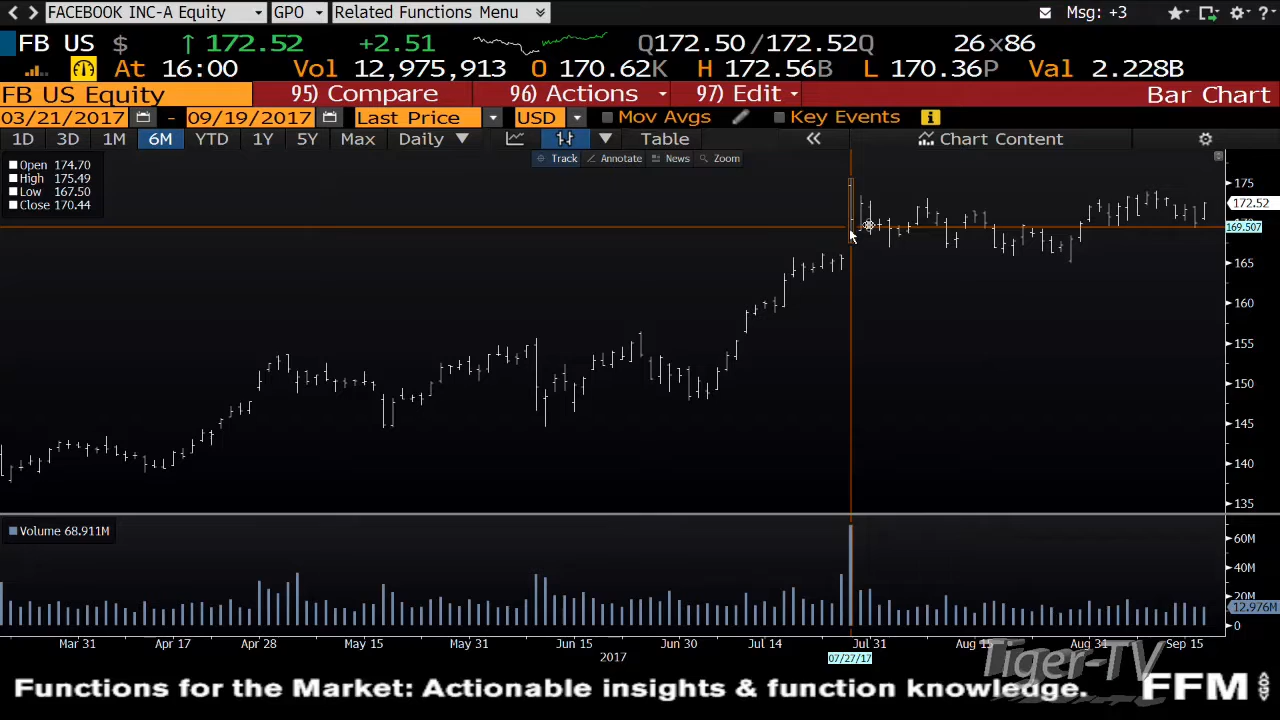 FACEBOOK INC-A Equity GPO Related Functions Menu Msg: +3
FB US $ ↑ 172.52 +2.51 Q172.50/172.52Q 26x86
At 16:00 Vol 12,975,913 O 170.62K H 172.56B L 170.36P Val 2.228B
FB US Equity 95) Compare 96) Actions 97) Edit Bar Chart
03/21/2017 - 09/19/2017 Last Price USD Mov Avgs Key Events
1D 3D 1M 6M YTD 1Y 5Y Max Daily Table « Chart Content
Track Annotate News Zoom
Open 174.70
High 175.49
Low 167.50
Close 170.44
175
172.52
169.507
165
160
155
150
145
140
135
Volume 68.911M
60M
40M
20M
12.976M
0
Mar 31 Apr 17 Apr 28 May 15 May 31 Jun 15 Jun 30 Jul 14 Jul 31 Aug 15 Aug 31 Sep 15
2017 07/27/17
Tiger-TV
Functions for the Market: Actionable insights & function knowledge. FFM